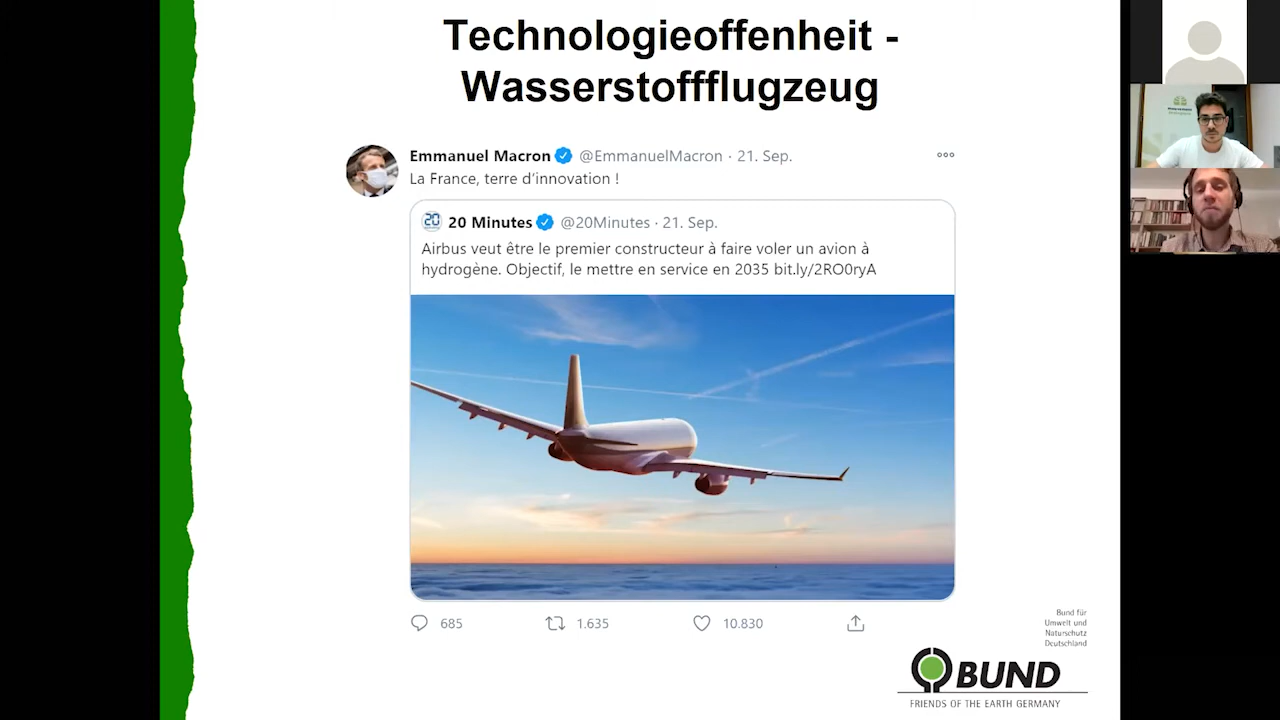 Technologieoffenheit -
Wasserstoffflugzeug
Emmanuel Macron @EmmanuelMacron · 21. Sep.
La France, terre d'innovation !
20 20 Minutes @20Minutes · 21. Sep.
Airbus veut être le premier constructeur à faire voler un avion à
hydrogène. Objectif, le mettre en service en 2035 bit.ly/2RO0ryA
685 1.635 10.830
Bund für
Umwelt und
Naturschutz
Deutschland
BUND
FRIENDS OF THE EARTH GERMANY